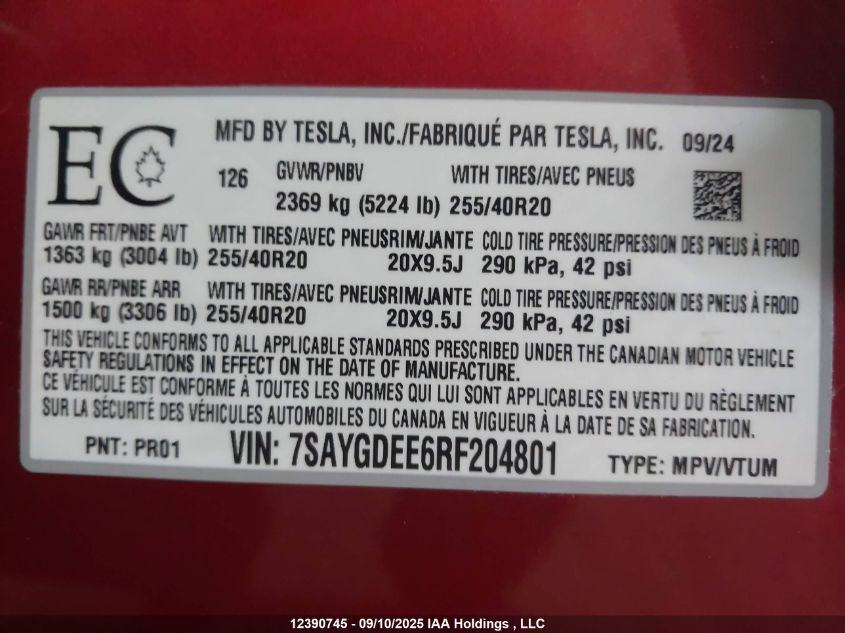 EC
MFD BY TESLA, INC./FABRIQUÉ PAR TESLA, INC. 09/24
126 GVWR/PNBV WITH TIRES/AVEC PNEUS
2369 kg (5224 lb) 255/40R20
GAWR FRT/PNBE AVT WITH TIRES/AVEC PNEUS RIM/JANTE COLD TIRE PRESSURE/PRESSION DES PNEUS À FROID
1363 kg (3004 lb) 255/40R20 20X9.5J 290 kPa, 42 psi
GAWR RR/PNBE ARR WITH TIRES/AVEC PNEUS RIM/JANTE COLD TIRE PRESSURE/PRESSION DES PNEUS À FROID
1500 kg (3306 lb) 255/40R20 20X9.5J 290 kPa, 42 psi
THIS VEHICLE CONFORMS TO ALL APPLICABLE STANDARDS PRESCRIBED UNDER THE CANADIAN MOTOR VEHICLE
SAFETY REGULATIONS IN EFFECT ON THE DATE OF MANUFACTURE.
CE VÉHICULE EST CONFORME À TOUTES LES NORMES QUI LUI SONT APPLICABLES EN VERTU DU RÈGLEMENT
SUR LA SÉCURITÉ DES VÉHICULES AUTOMOBILES DU CANADA EN VIGUEUR À LA DATE DE SA FABRICATION.
PNT: PR01 VIN: 7SAYGDEE6RF204801 TYPE: MPV/VTUM
12390745 - 09/10/2025 IAA Holdings , LLC